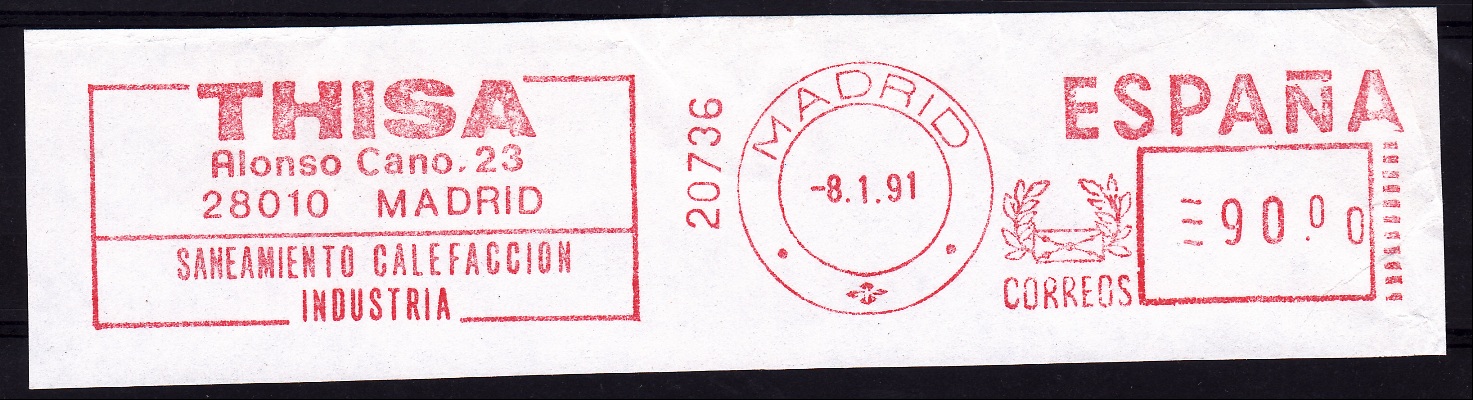 THISA
Alonso Cano, 23
28010 MADRID
SANEAMIENTO CALEFACCION
INDUSTRIA
20736
MADRID
-8.1.91
ESPAÑA
CORREOS
=90.00